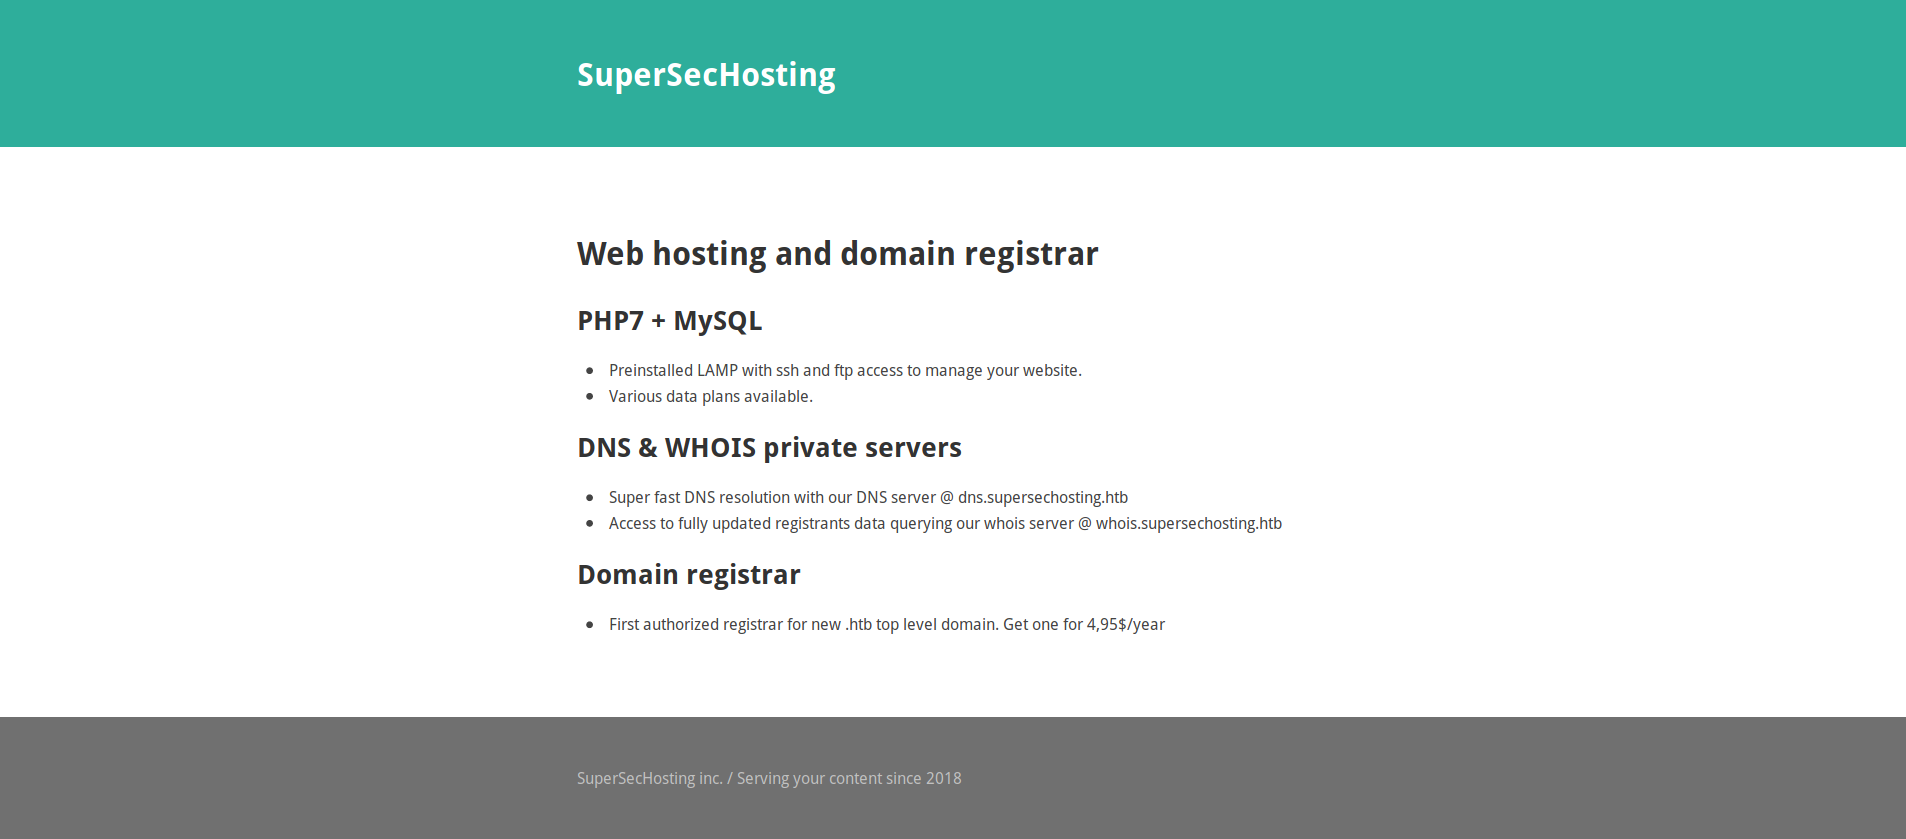 SuperSecHosting
Web hosting and domain registrar
PHP7 + MySQL
Preinstalled LAMP with ssh and ftp access to manage your website.
Various data plans available.
DNS & WHOIS private servers
Super fast DNS resolution with our DNS server @ dns.supersechosting.htb
Access to fully updated registrants data querying our whois server @ whois.supersechosting.htb
Domain registrar
First authorized registrar for new .htb top level domain. Get one for 4,95$/year
SuperSecHosting inc. / Serving your content since 2018